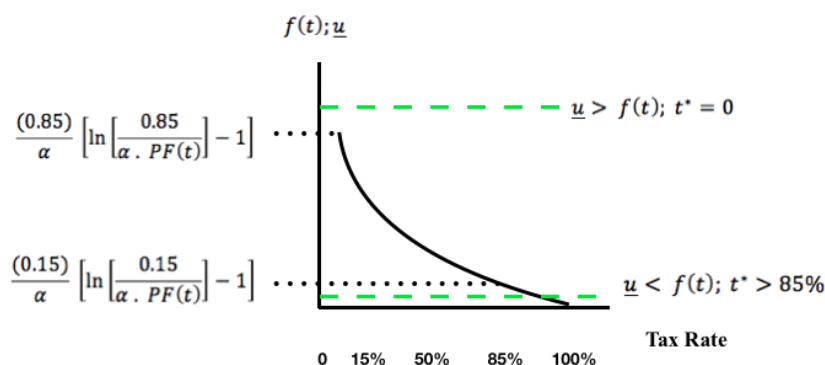 f(t); u
u > f(t); t* = 0
(0.85)/α [ln[0.85/(α . PF(t))] − 1]
(0.15)/α [ln[0.15/(α . PF(t))] − 1]
u < f(t); t* > 85%
Tax Rate
0 15% 50% 85% 100%